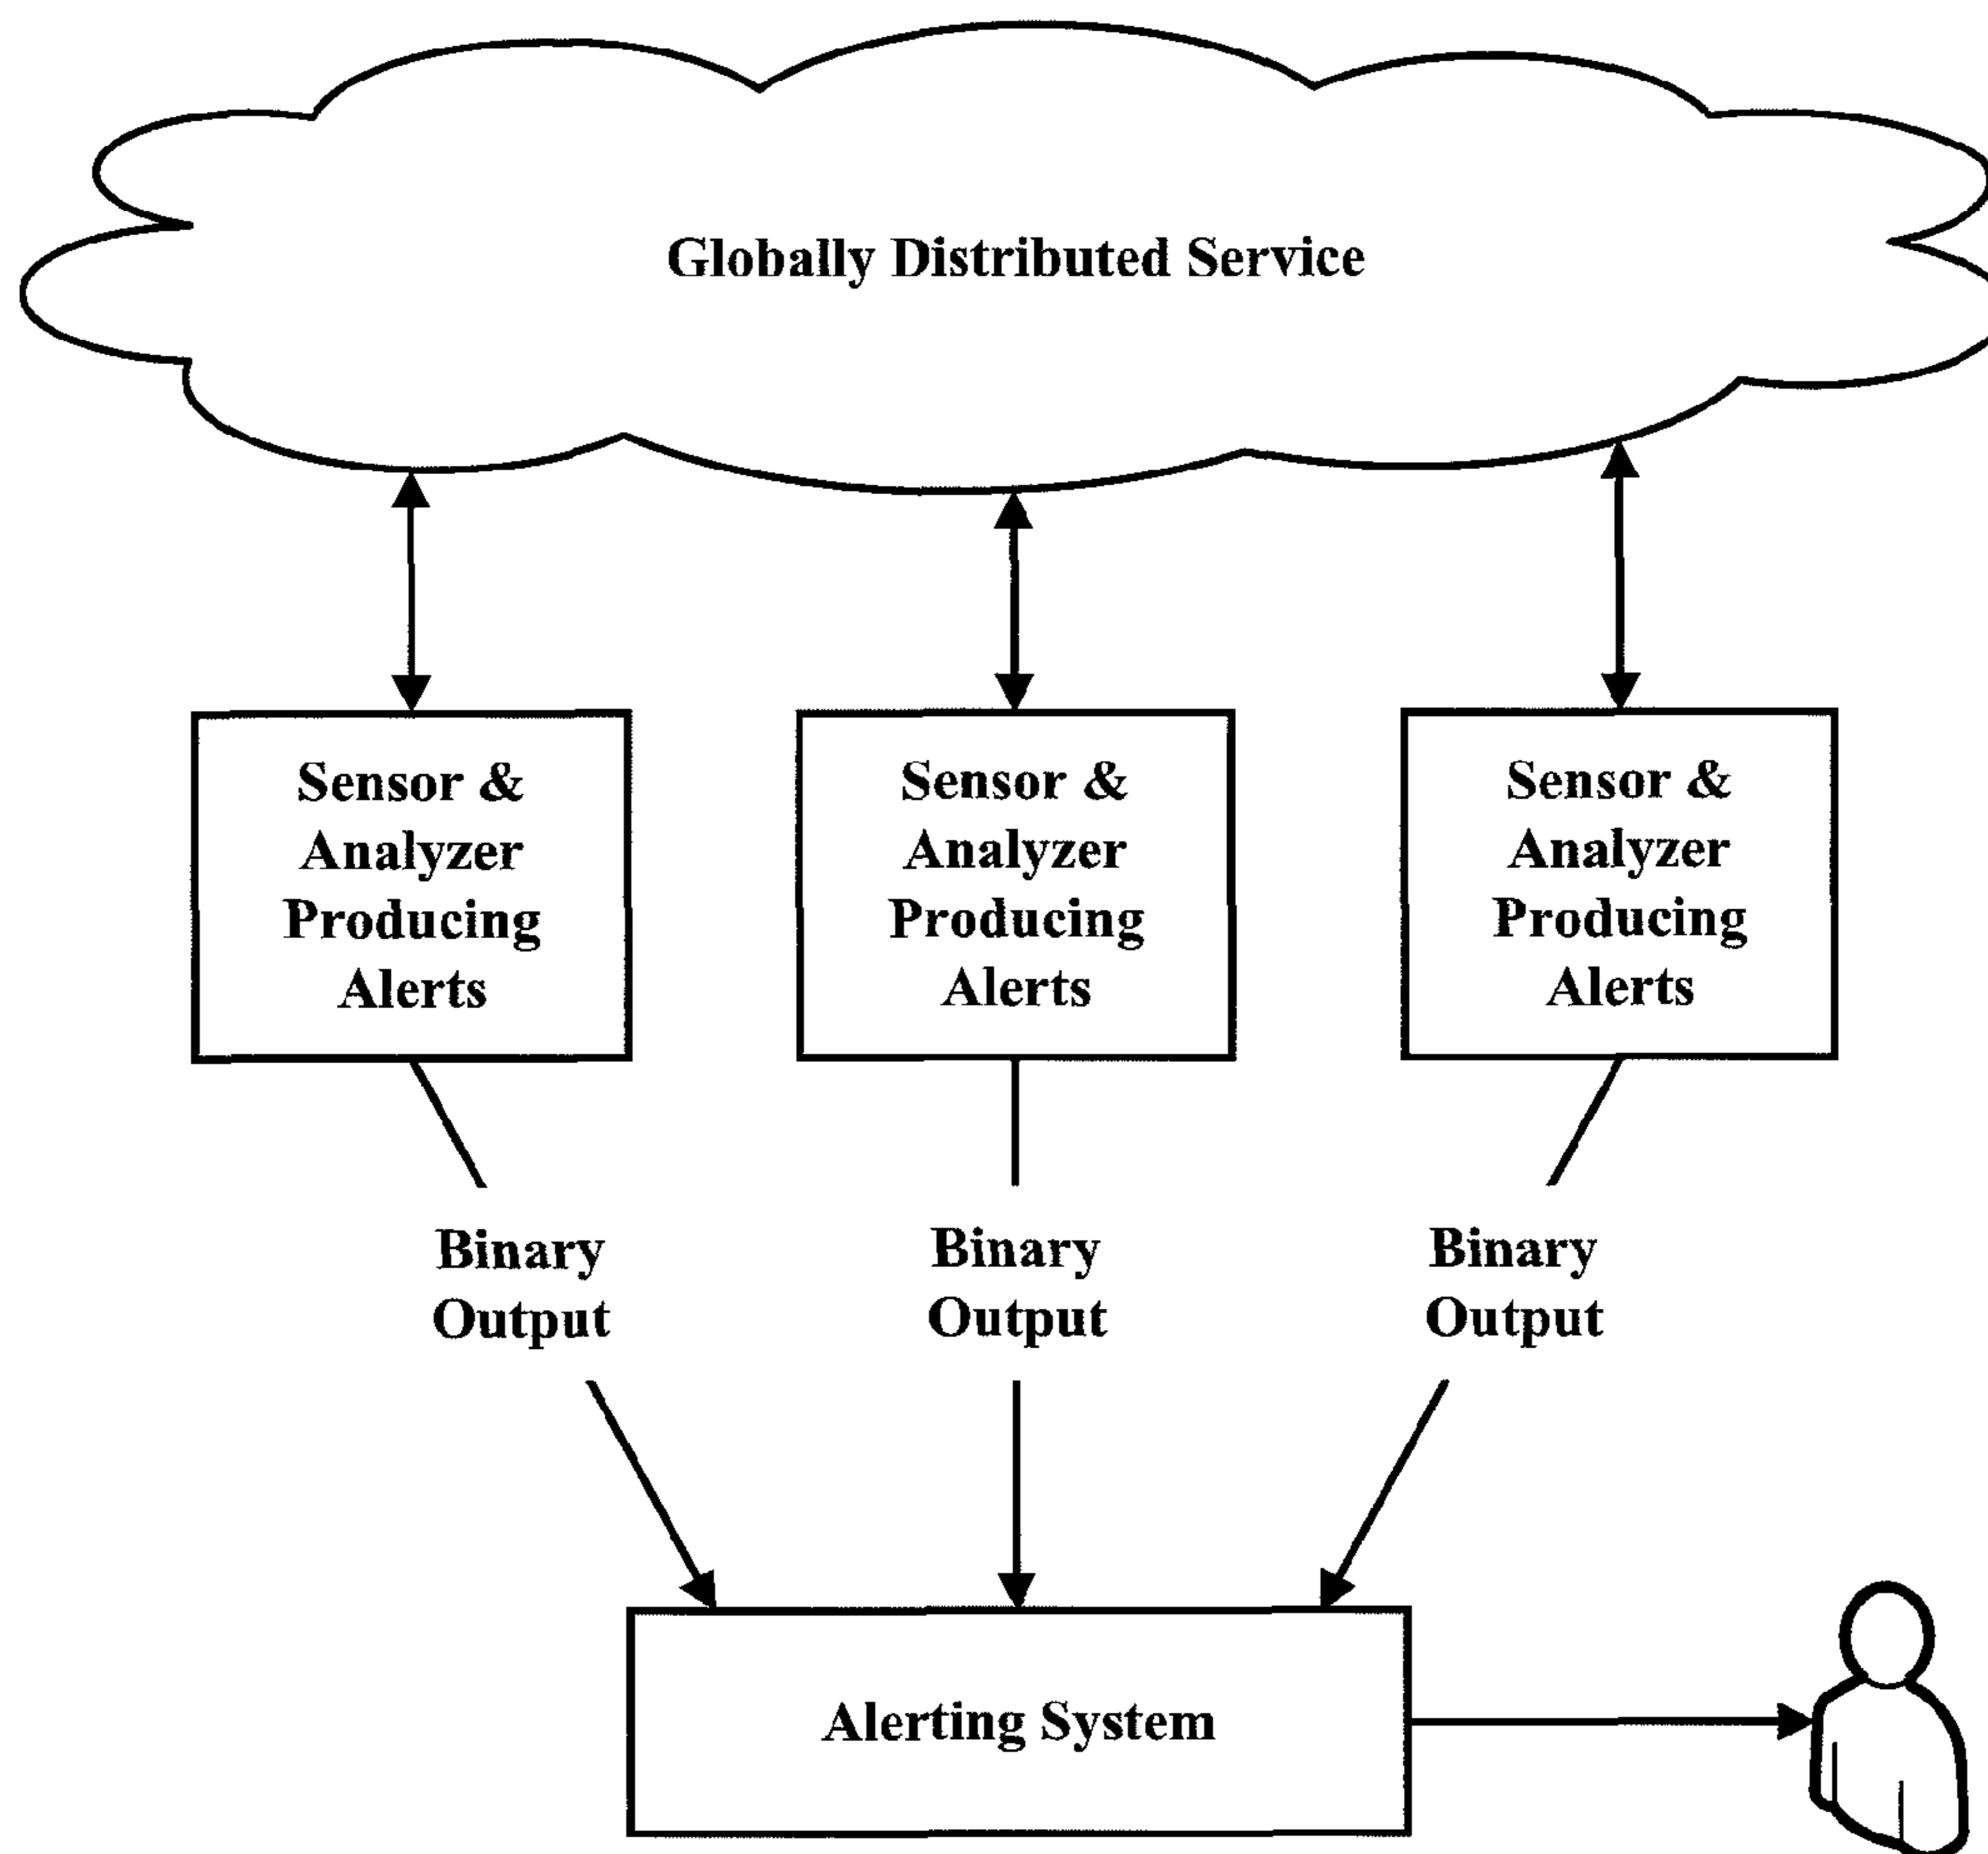 Globally Distributed Service
Sensor &
Analyzer
Producing
Alerts
Sensor &
Analyzer
Producing
Alerts
Sensor &
Analyzer
Producing
Alerts
Binary
Output
Binary
Output
Binary
Output
Alerting System